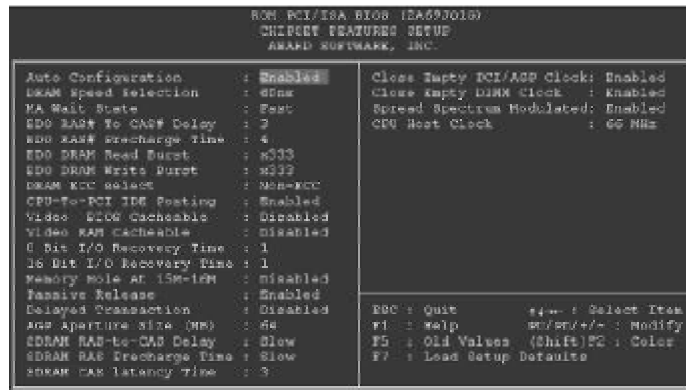 ROM PCI/ISA BIOS (2A69J01G)
CHIPSET FEATURES SETUP
AWARD SOFTWARE, INC.
Auto Configuration : Enabled
DRAM Speed Selection : 60ns
MA Wait State : Fast
EDO RAS# To CAS# Delay : 3
EDO RAS# Precharge Time : 4
EDO DRAM Read Burst : x333
EDO DRAM Write Burst : x333
DRAM ECC Select : Non-ECC
CPU-To-PCI IDE Posting : Enabled
Video BIOS Cacheable : Disabled
Video RAM Cacheable : Disabled
8 Bit I/O Recovery Time : 1
16 Bit I/O Recovery Time : 1
Memory Hole At 15M-16M : Disabled
Passive Release : Enabled
Delayed Transaction : Disabled
AGP Aperture Size (MB) : 64
SDRAM RAS-to-CAS Delay : Slow
SDRAM RAS Precharge Time : Slow
SDRAM CAS latency Time : 3
Close Empty PCI/AGP Clock: Enabled
Close Empty DIMM Clock : Enabled
Spread Spectrum Modulated: Enabled
CPU Host Clock : 66 MHz
ESC : Quit ↑↓→← : Select Item
F1 : Help PU/PD/+/- : Modify
F5 : Old Values (Shift)F2 : Color
F7 : Load Setup Defaults